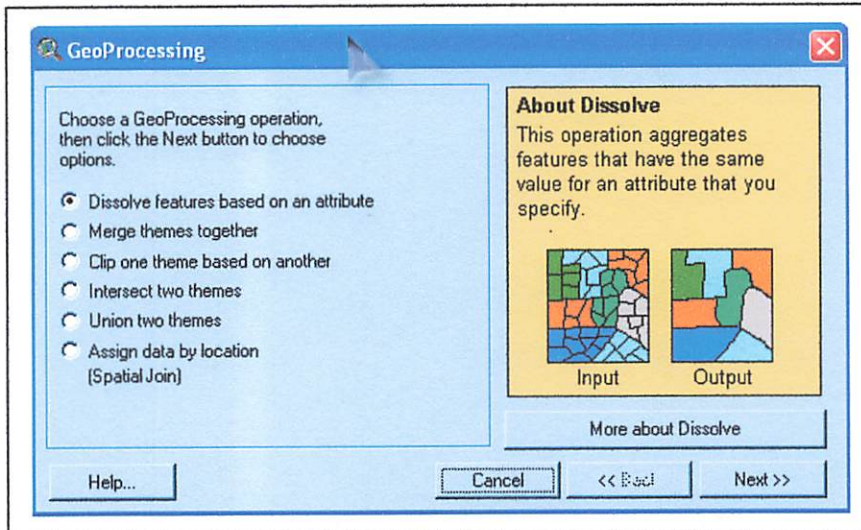 GeoProcessing
Choose a GeoProcessing operation,
then click the Next button to choose
options.
Dissolve features based on an attribute
Merge themes together
Clip one theme based on another
Intersect two themes
Union two themes
Assign data by location
(Spatial Join)
About Dissolve
This operation aggregates
features that have the same
value for an attribute that you
specify.
Input
Output
More about Dissolve
Help...
Cancel
<< Back
Next >>